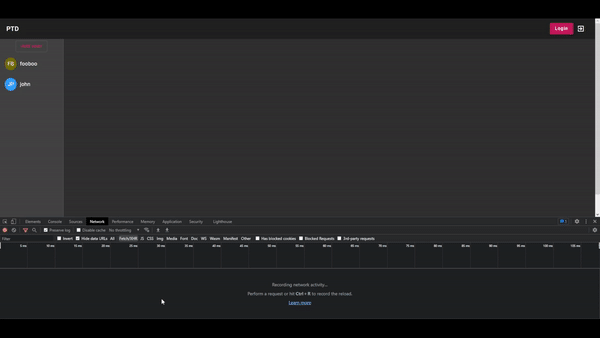 PTD
Login
Add new
FB fooboo
JP john
Elements Console Sources Network Performance Memory Application Security Lighthouse
Preserve log Disable cache No throttling
Filter Invert Hide data URLs All Fetch/XHR JS CSS Img Media Font Doc WS Wasm Manifest Other Has blocked cookies Blocked Requests 3rd-party requests
5 ms 10 ms 15 ms 20 ms 25 ms 30 ms 35 ms 40 ms 45 ms 50 ms 55 ms 60 ms 65 ms 70 ms 75 ms 80 ms 85 ms 90 ms 95 ms 100 ms 105 ms
Recording network activity...
Perform a request or hit Ctrl + R to record the reload.
Learn more